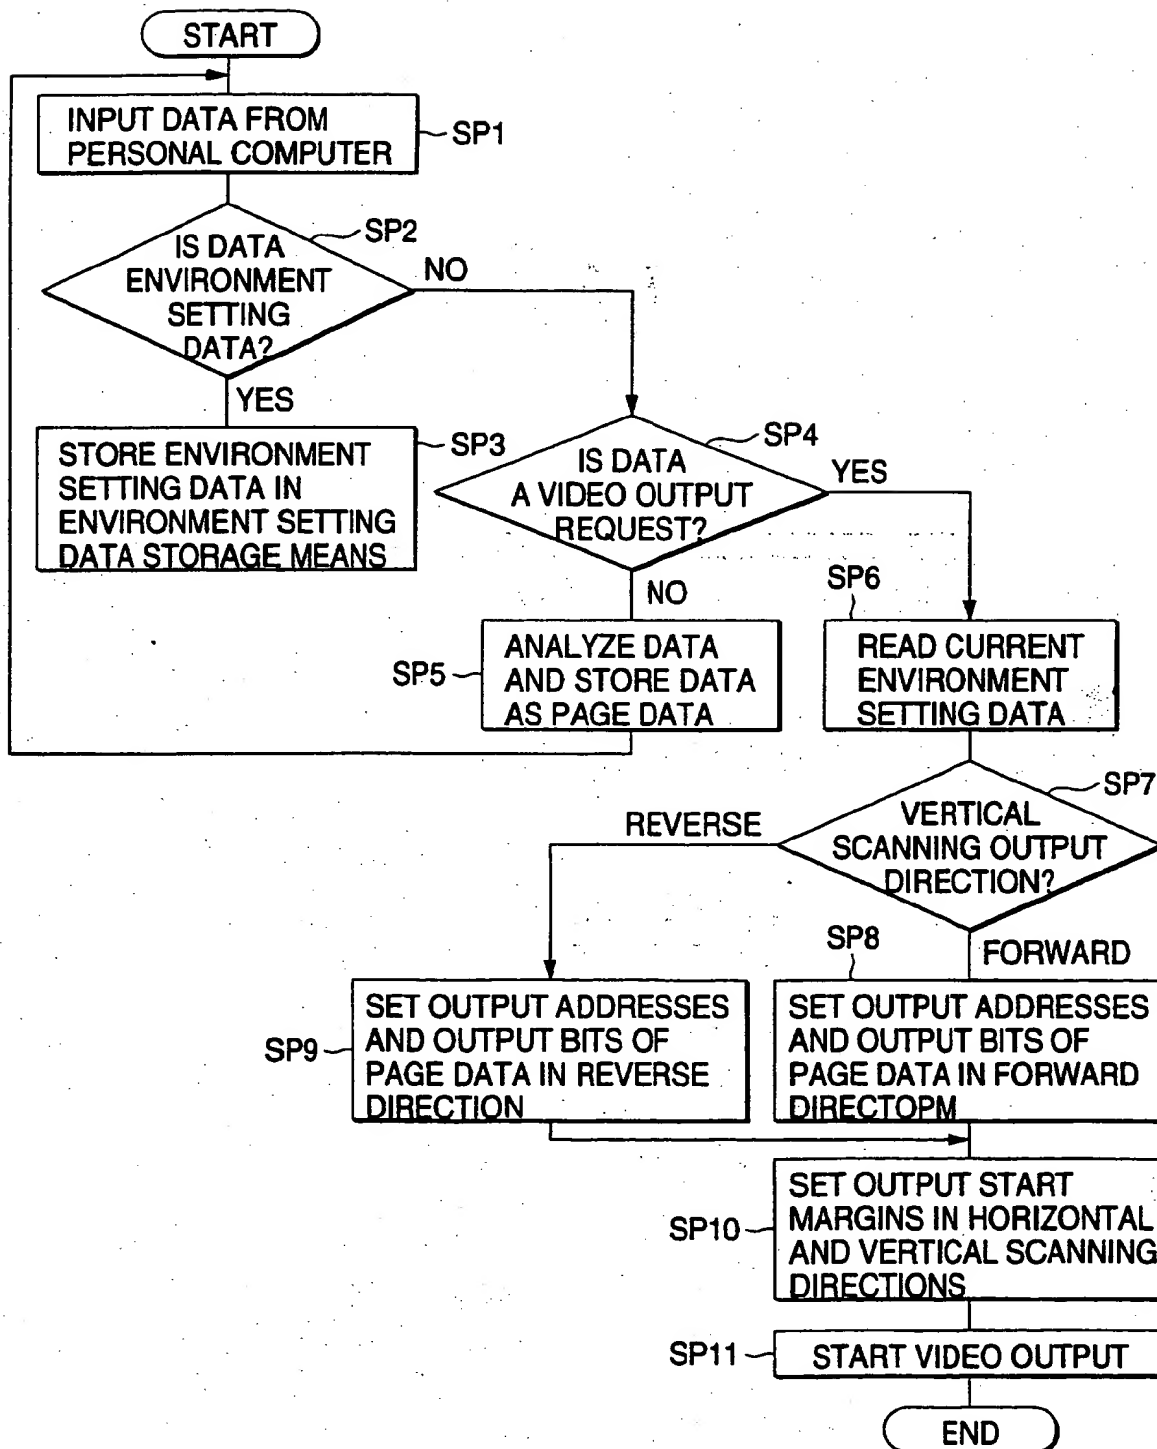 START
INPUT DATA FROM
PERSONAL COMPUTER
SP1
IS DATA
ENVIRONMENT
SETTING
DATA?
SP2
NO
YES
STORE ENVIRONMENT
SETTING DATA IN
ENVIRONMENT SETTING
DATA STORAGE MEANS
SP3
IS DATA
A VIDEO OUTPUT
REQUEST?
SP4
YES
NO
SP5
ANALYZE DATA
AND STORE DATA
AS PAGE DATA
SP6
READ CURRENT
ENVIRONMENT
SETTING DATA
SP7
VERTICAL
SCANNING OUTPUT
DIRECTION?
REVERSE
FORWARD
SP9
SET OUTPUT ADDRESSES
AND OUTPUT BITS OF
PAGE DATA IN REVERSE
DIRECTION
SP8
SET OUTPUT ADDRESSES
AND OUTPUT BITS OF
PAGE DATA IN FORWARD
DIRECTOPM
SP10
SET OUTPUT START
MARGINS IN HORIZONTAL
AND VERTICAL SCANNING
DIRECTIONS
SP11
START VIDEO OUTPUT
END